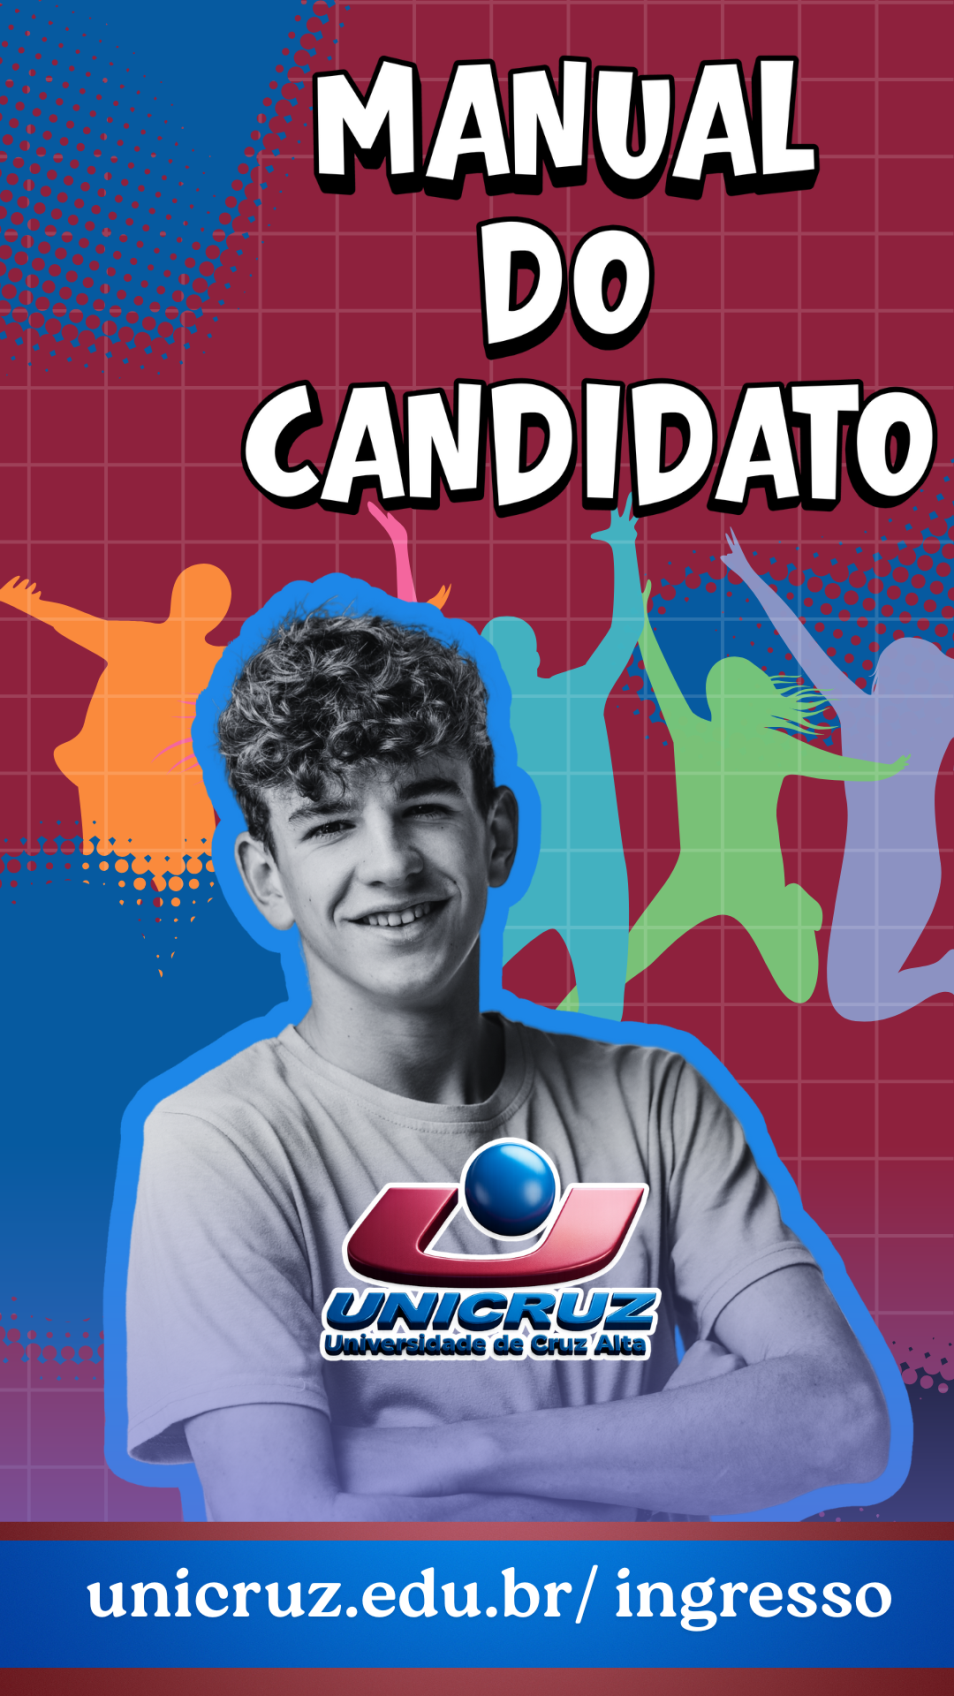 MANUAL
DO
CANDIDATO
UNICRUZ
Universidade de Cruz Alta
unicruz.edu.br/ ingresso